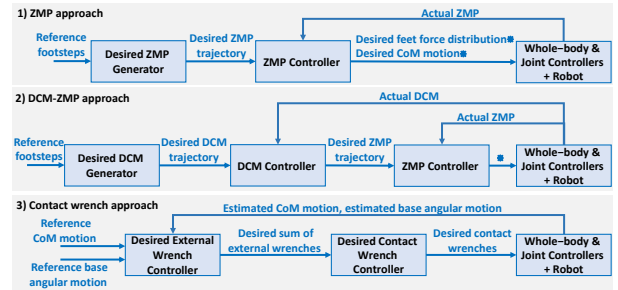 1) ZMP approach
Actual ZMP
Reference
footsteps
Desired ZMP
Generator
Desired ZMP
trajectory
ZMP Controller
Desired feet force distribution*
Desired CoM motion*
Whole-body &
Joint Controllers
+ Robot
2) DCM-ZMP approach
Actual DCM
Actual ZMP
Reference
footsteps
Desired DCM
Generator
Desired DCM
trajectory
DCM Controller
Desired ZMP
trajectory
ZMP Controller
*
Whole-body &
Joint Controllers
+ Robot
3) Contact wrench approach
Estimated CoM motion, estimated base angular motion
Reference
CoM motion
Reference base
angular motion
Desired External
Wrench
Controller
Desired sum of
external wrenches
Desired Contact
Wrench
Controller
Desired contact
wrenches
Whole-body &
Joint Controllers
+ Robot